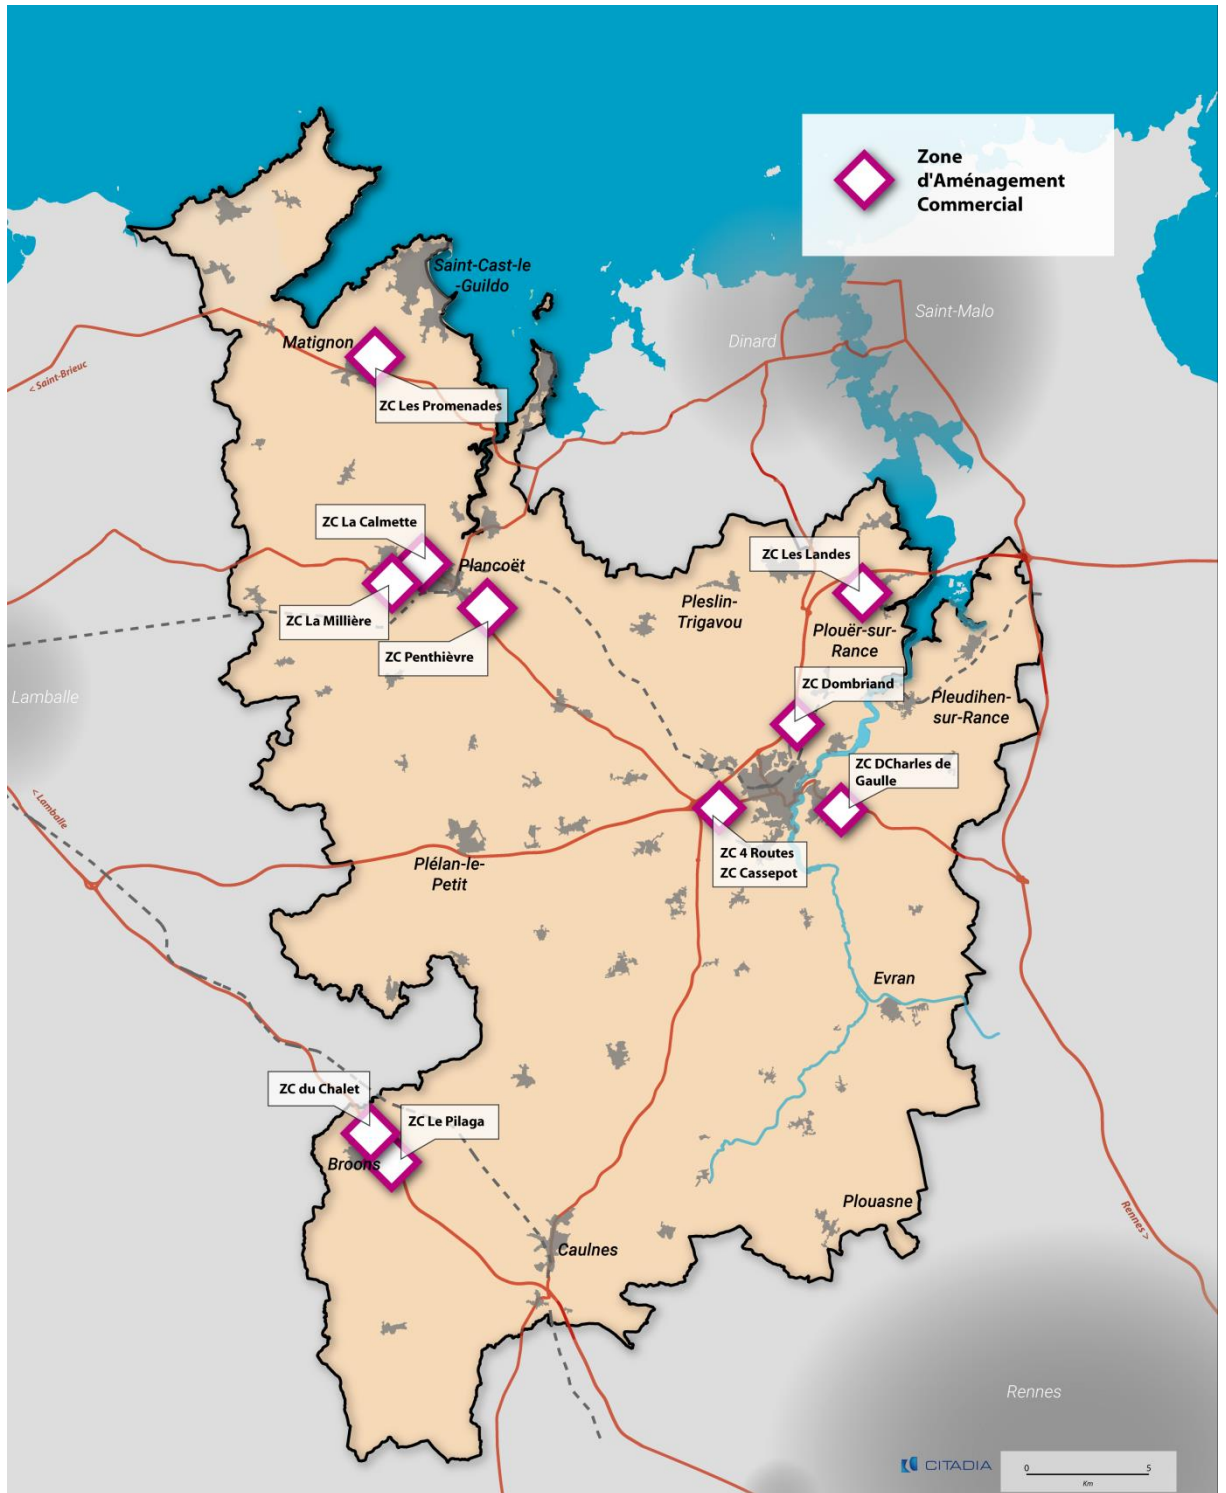 Zone
d'Aménagement
Commercial
Saint-Cast-le
-Guildo
Saint-Malo
Dinard
Matignon
< Saint-Brieuc
ZC Les Promenades
ZC La Calmette
ZC Les Landes
Plancoët
Pleslin-
Trigavou
ZC La Millière
Plouër-sur-
Rance
ZC Penthièvre
ZC Dombriand
Lamballe
Pleudihen-
sur-Rance
ZC DCharles de
Gaulle
< Lamballe
ZC 4 Routes
ZC Cassepot
Plélan-le-
Petit
Evran
ZC du Chalet
ZC Le Pilaga
Broons
Plouasne
Rennes >
Caulnes
Rennes
CITADIA
0 5
Km